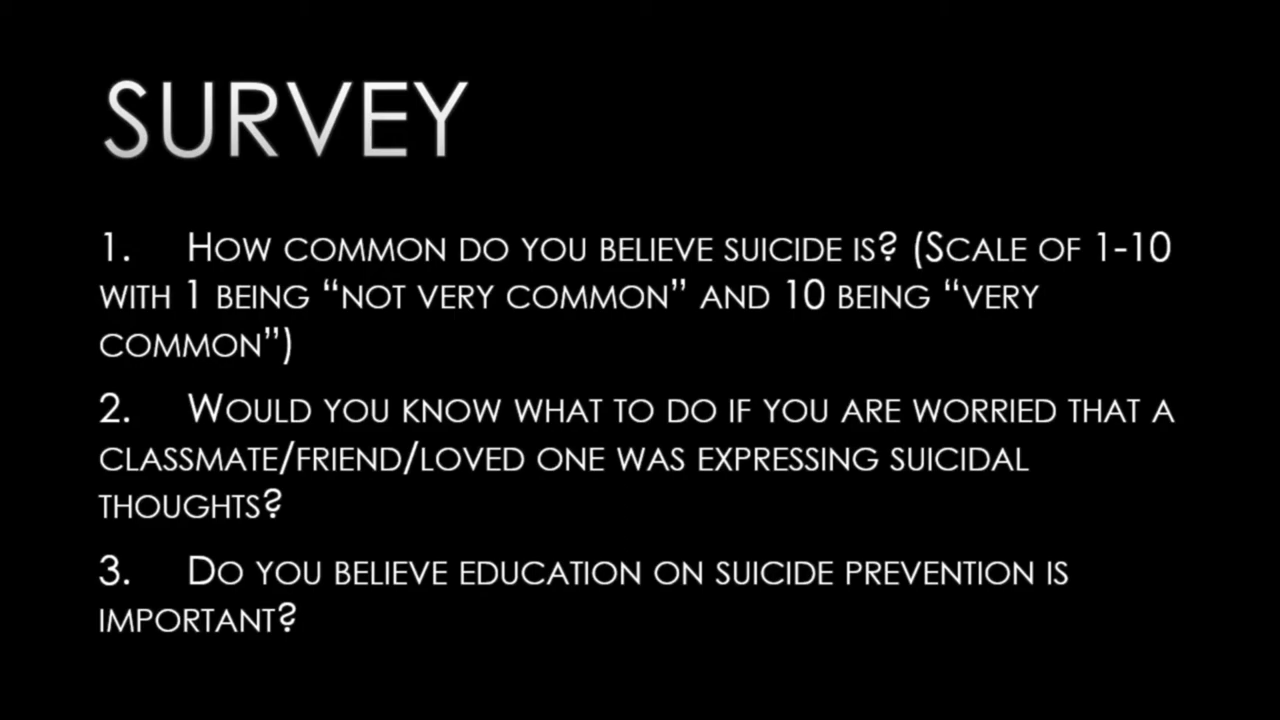 SURVEY
1. How common do you believe suicide is? (Scale of 1-10
with 1 being “not very common” and 10 being “very
common”)
2. Would you know what to do if you are worried that a
classmate/friend/loved one was expressing suicidal
thoughts?
3. Do you believe education on suicide prevention is
important?